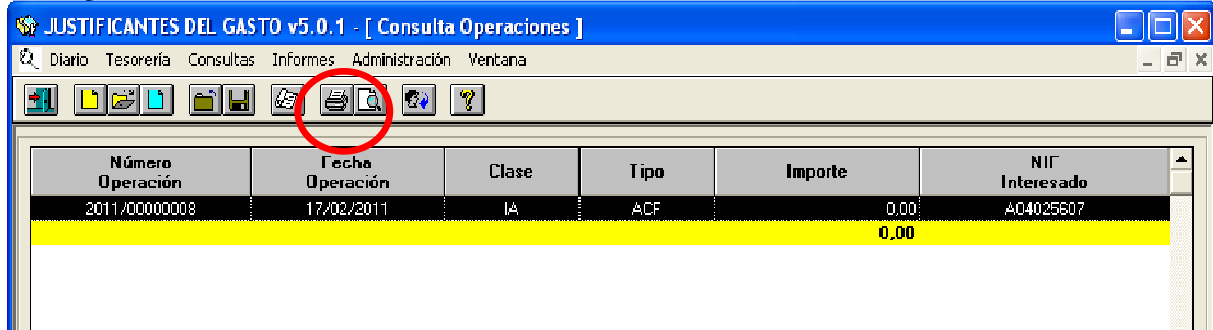 JUSTIFICANTES DEL GASTO v5.0.1 - [ Consulta Operaciones ]
Diario Tesorería Consultas Informes Administración Ventana
Número Operación Fecha Operación Clase Tipo Importe NIF Interesado
2011/00000008 17/02/2011 IA ACF 0,00 A04025607
0,00